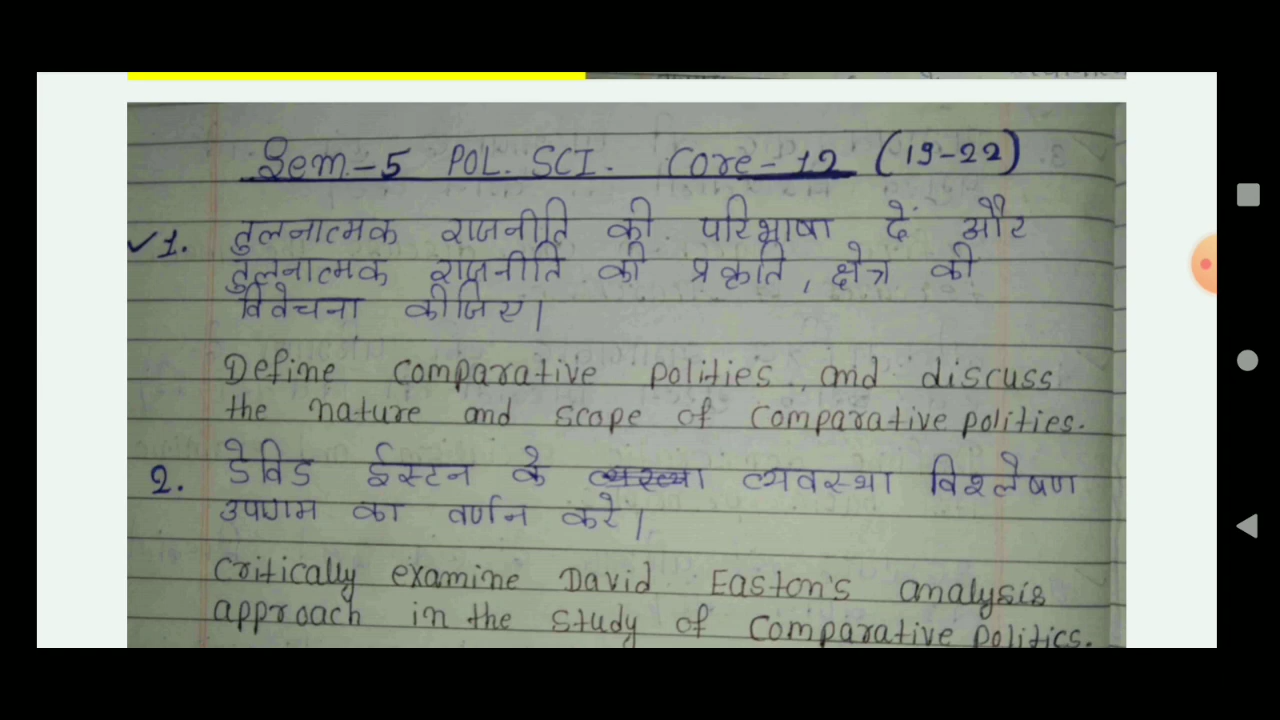 Sem.-5 POL. SCI. Core-12 (19-22)
✓1. तुलनात्मक राजनीति की परिभाषा दें और
तुलनात्मक राजनीति की प्रकृति, क्षेत्र की
विवेचना कीजिए।
Define comparative polities and discuss
the nature and scope of comparative polities.
2. डेविड ईस्टन के व्यवस्था विश्लेषण
उपागम का वर्णन करे।
Critically examine David Easton's analysis
approach in the study of comparative politics.